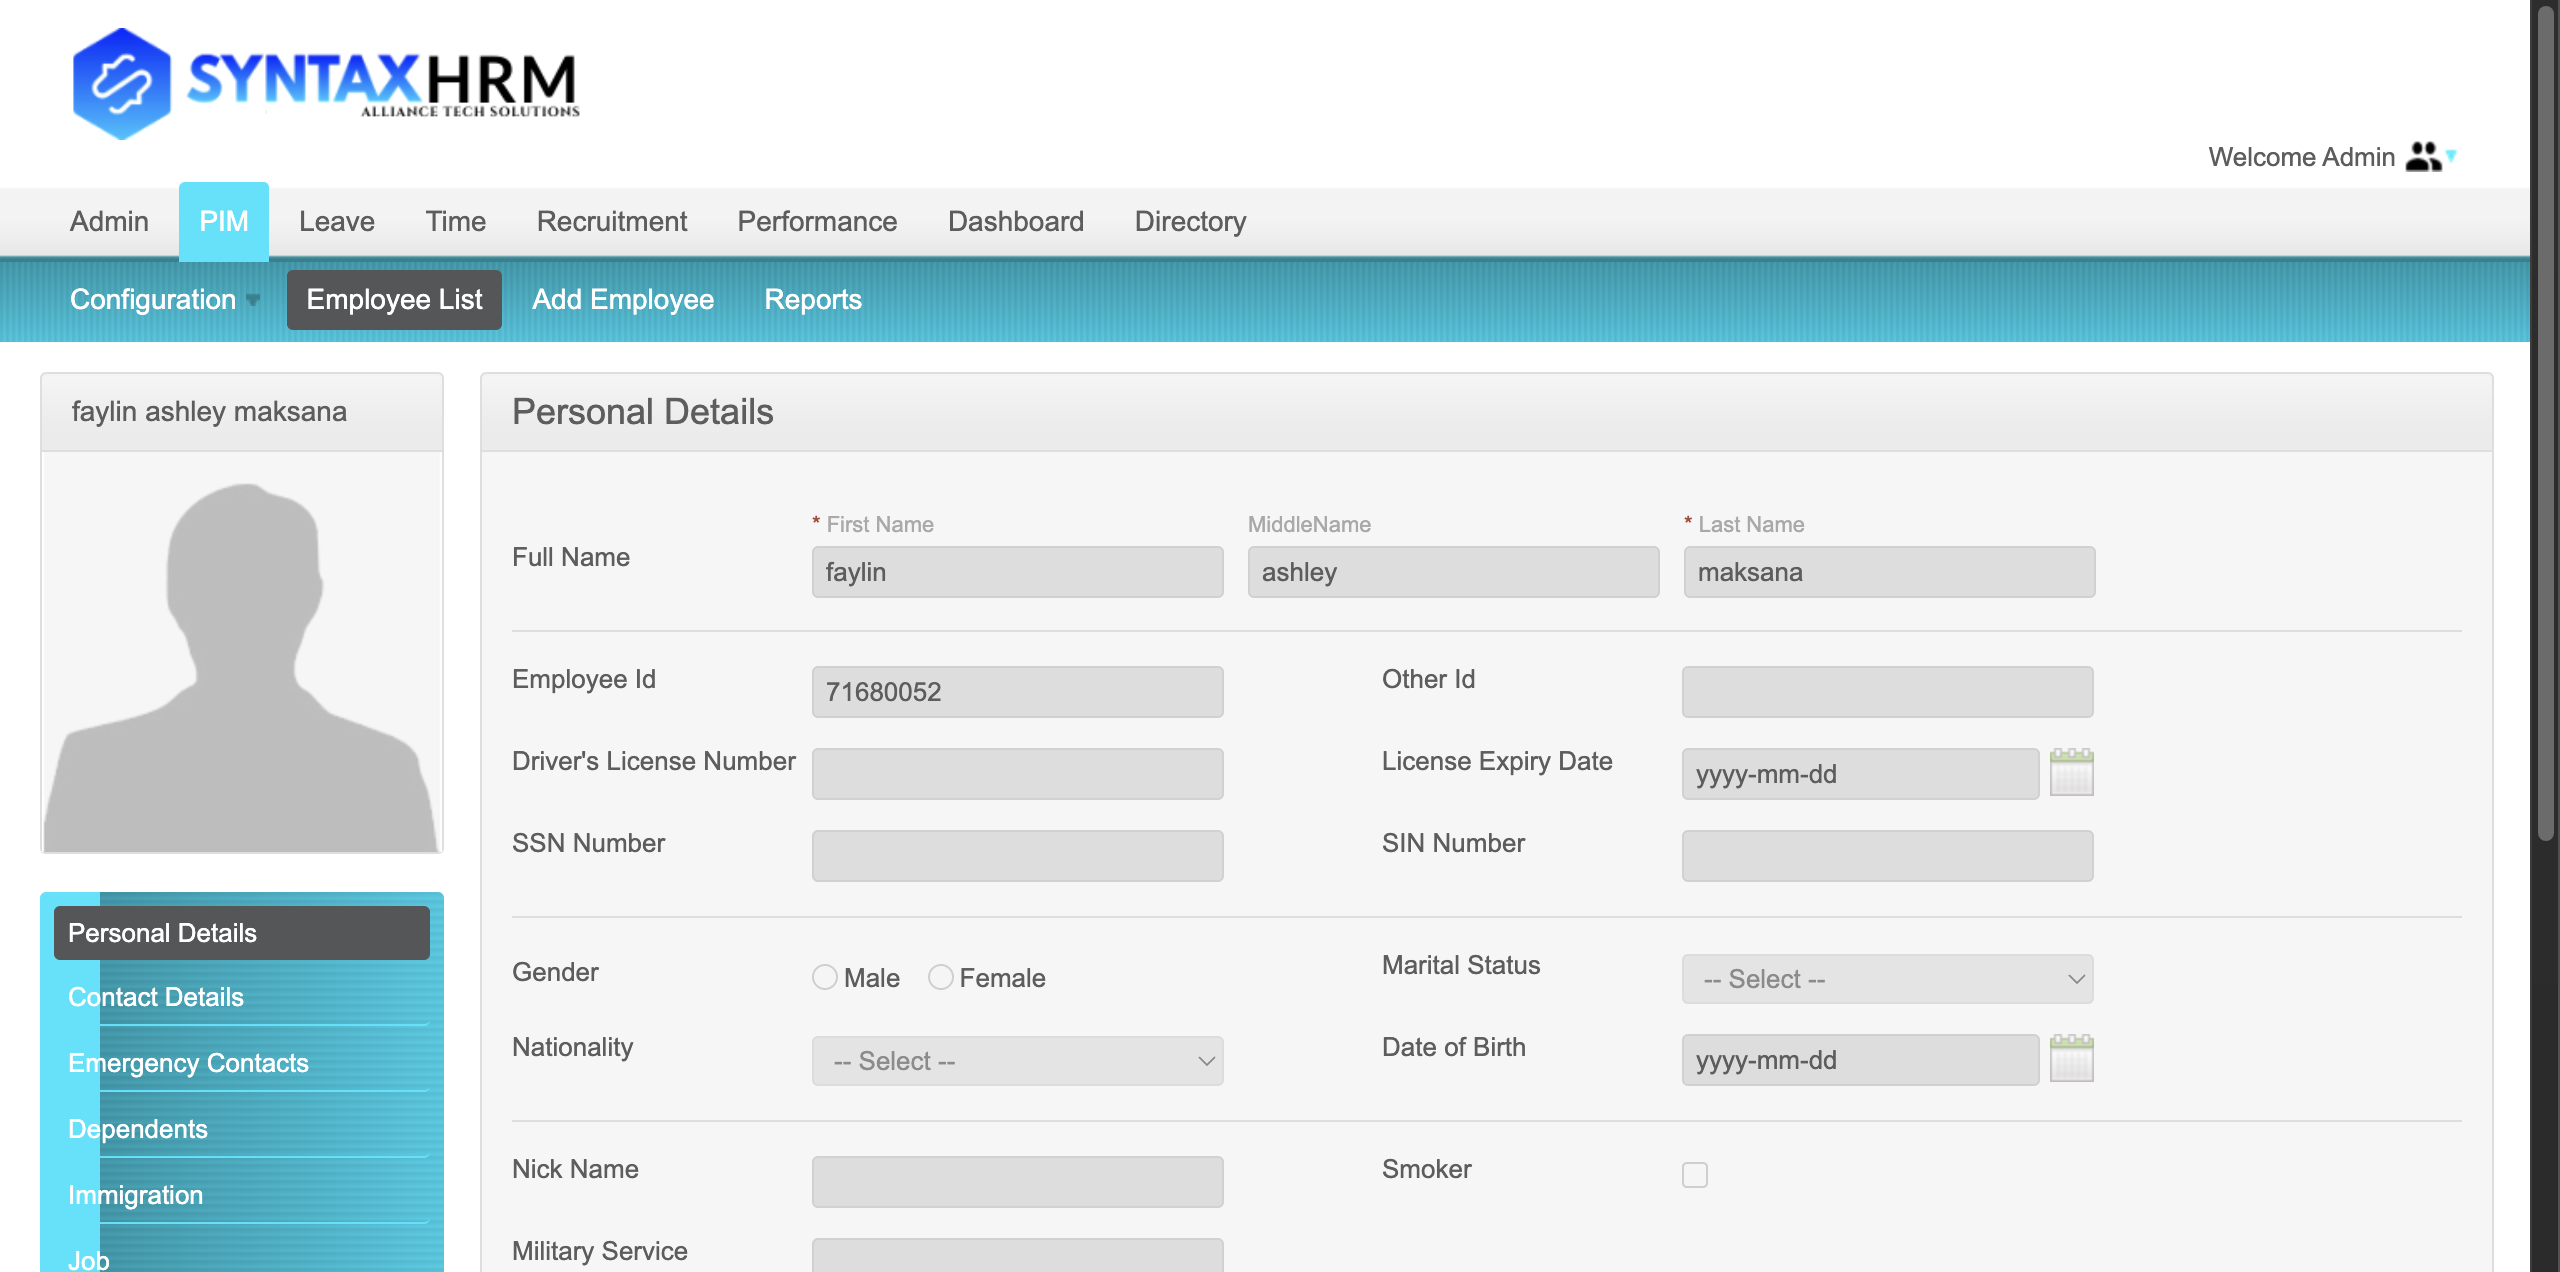 SYNTAXHRM
ALLIANCE TECH SOLUTIONS
Welcome Admin
Admin PIM Leave Time Recruitment Performance Dashboard Directory
Configuration Employee List Add Employee Reports
faylin ashley maksana
Personal Details
Contact Details
Emergency Contacts
Dependents
Immigration
Job
Personal Details
* First Name MiddleName * Last Name
Full Name faylin ashley maksana
Employee Id 71680052 Other Id
Driver's License Number License Expiry Date yyyy-mm-dd
SSN Number SIN Number
Gender Male Female Marital Status -- Select --
Nationality -- Select -- Date of Birth yyyy-mm-dd
Nick Name Smoker
Military Service